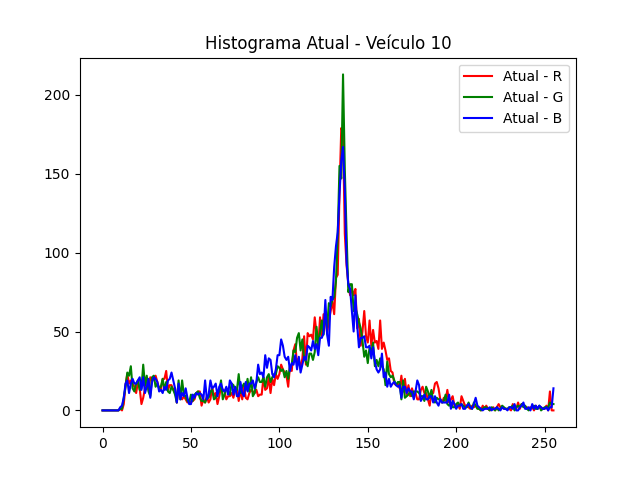 Histograma Atual - Veículo 10
Atual - R
Atual - G
Atual - B
200
150
100
50
0
0 50 100 150 200 250